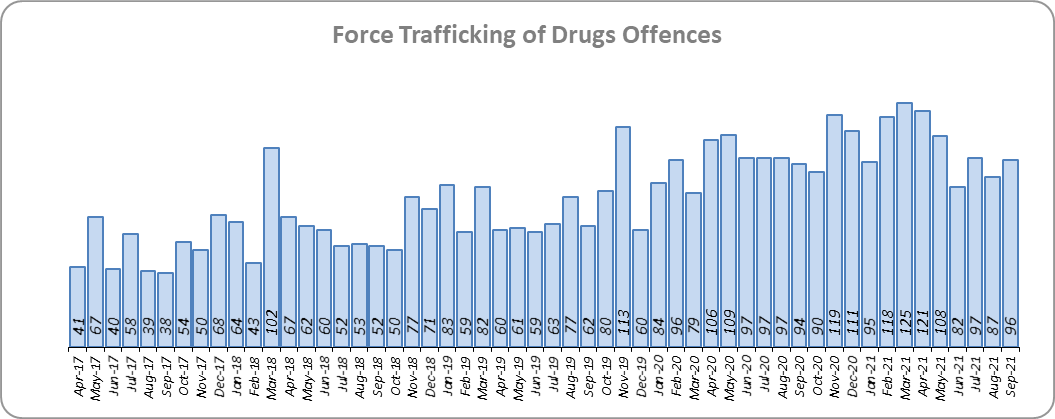 Force Trafficking of Drugs Offences
41 67 40 58 39 38 54 50 68 64 43 102 67 62 60 52 53 52 50 77 71 83 59 82 60 61 59 63 77 62 80 113 60 84 96 79 106 109 97 97 97 94 90 119 111 95 118 125 121 108 82 97 87 96
Apr-17 May-17 Jun-17 Jul-17 Aug-17 Sep-17 Oct-17 Nov-17 Dec-17 Jan-18 Feb-18 Mar-18 Apr-18 May-18 Jun-18 Jul-18 Aug-18 Sep-18 Oct-18 Nov-18 Dec-18 Jan-19 Feb-19 Mar-19 Apr-19 May-19 Jun-19 Jul-19 Aug-19 Sep-19 Oct-19 Nov-19 Dec-19 Jan-20 Feb-20 Mar-20 Apr-20 May-20 Jun-20 Jul-20 Aug-20 Sep-20 Oct-20 Nov-20 Dec-20 Jan-21 Feb-21 Mar-21 Apr-21 May-21 Jun-21 Jul-21 Aug-21 Sep-21